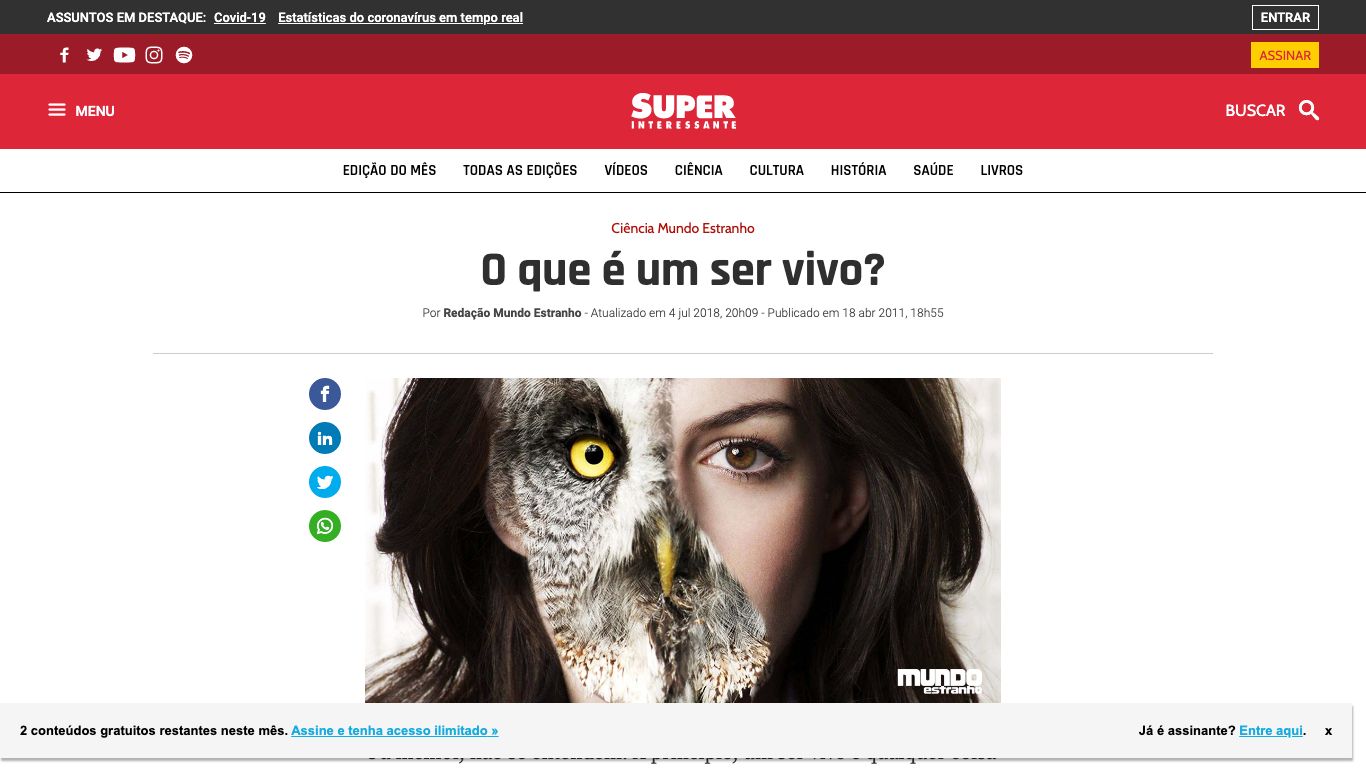 ASSUNTOS EM DESTAQUE: Covid-19 Estatísticas do coronavírus em tempo real
ENTRAR
ASSINAR
MENU
SUPER
INTERESSANTE
BUSCAR
EDIÇÃO DO MÊS TODAS AS EDIÇÕES VÍDEOS CIÊNCIA CULTURA HISTÓRIA SAÚDE LIVROS
Ciência Mundo Estranho
O que é um ser vivo?
Por Redação Mundo Estranho - Atualizado em 4 jul 2018, 20h09 - Publicado em 18 abr 2011, 18h55
mundo
estranho
2 conteúdos gratuitos restantes neste mês. Assine e tenha acesso ilimitado »
Já é assinante? Entre aqui. x